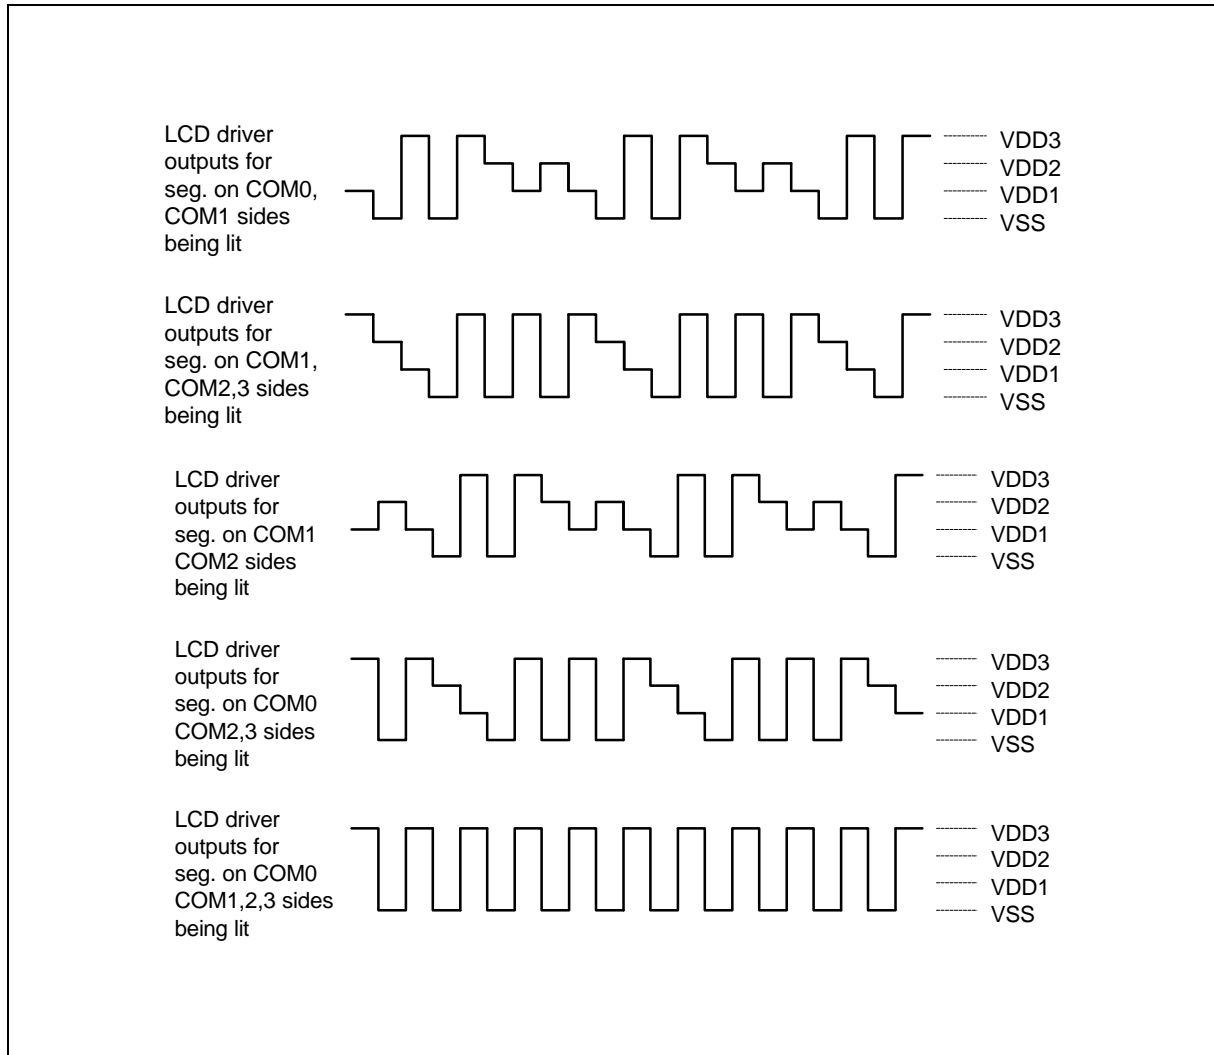 LCD driver
outputs for
seg. on COM0,
COM1 sides
being lit
VDD3
VDD2
VDD1
VSS
LCD driver
outputs for
seg. on COM1,
COM2,3 sides
being lit
VDD3
VDD2
VDD1
VSS
LCD driver
outputs for
seg. on COM1
COM2 sides
being lit
VDD3
VDD2
VDD1
VSS
LCD driver
outputs for
seg. on COM0
COM2,3 sides
being lit
VDD3
VDD2
VDD1
VSS
LCD driver
outputs for
seg. on COM0
COM1,2,3 sides
being lit
VDD3
VDD2
VDD1
VSS